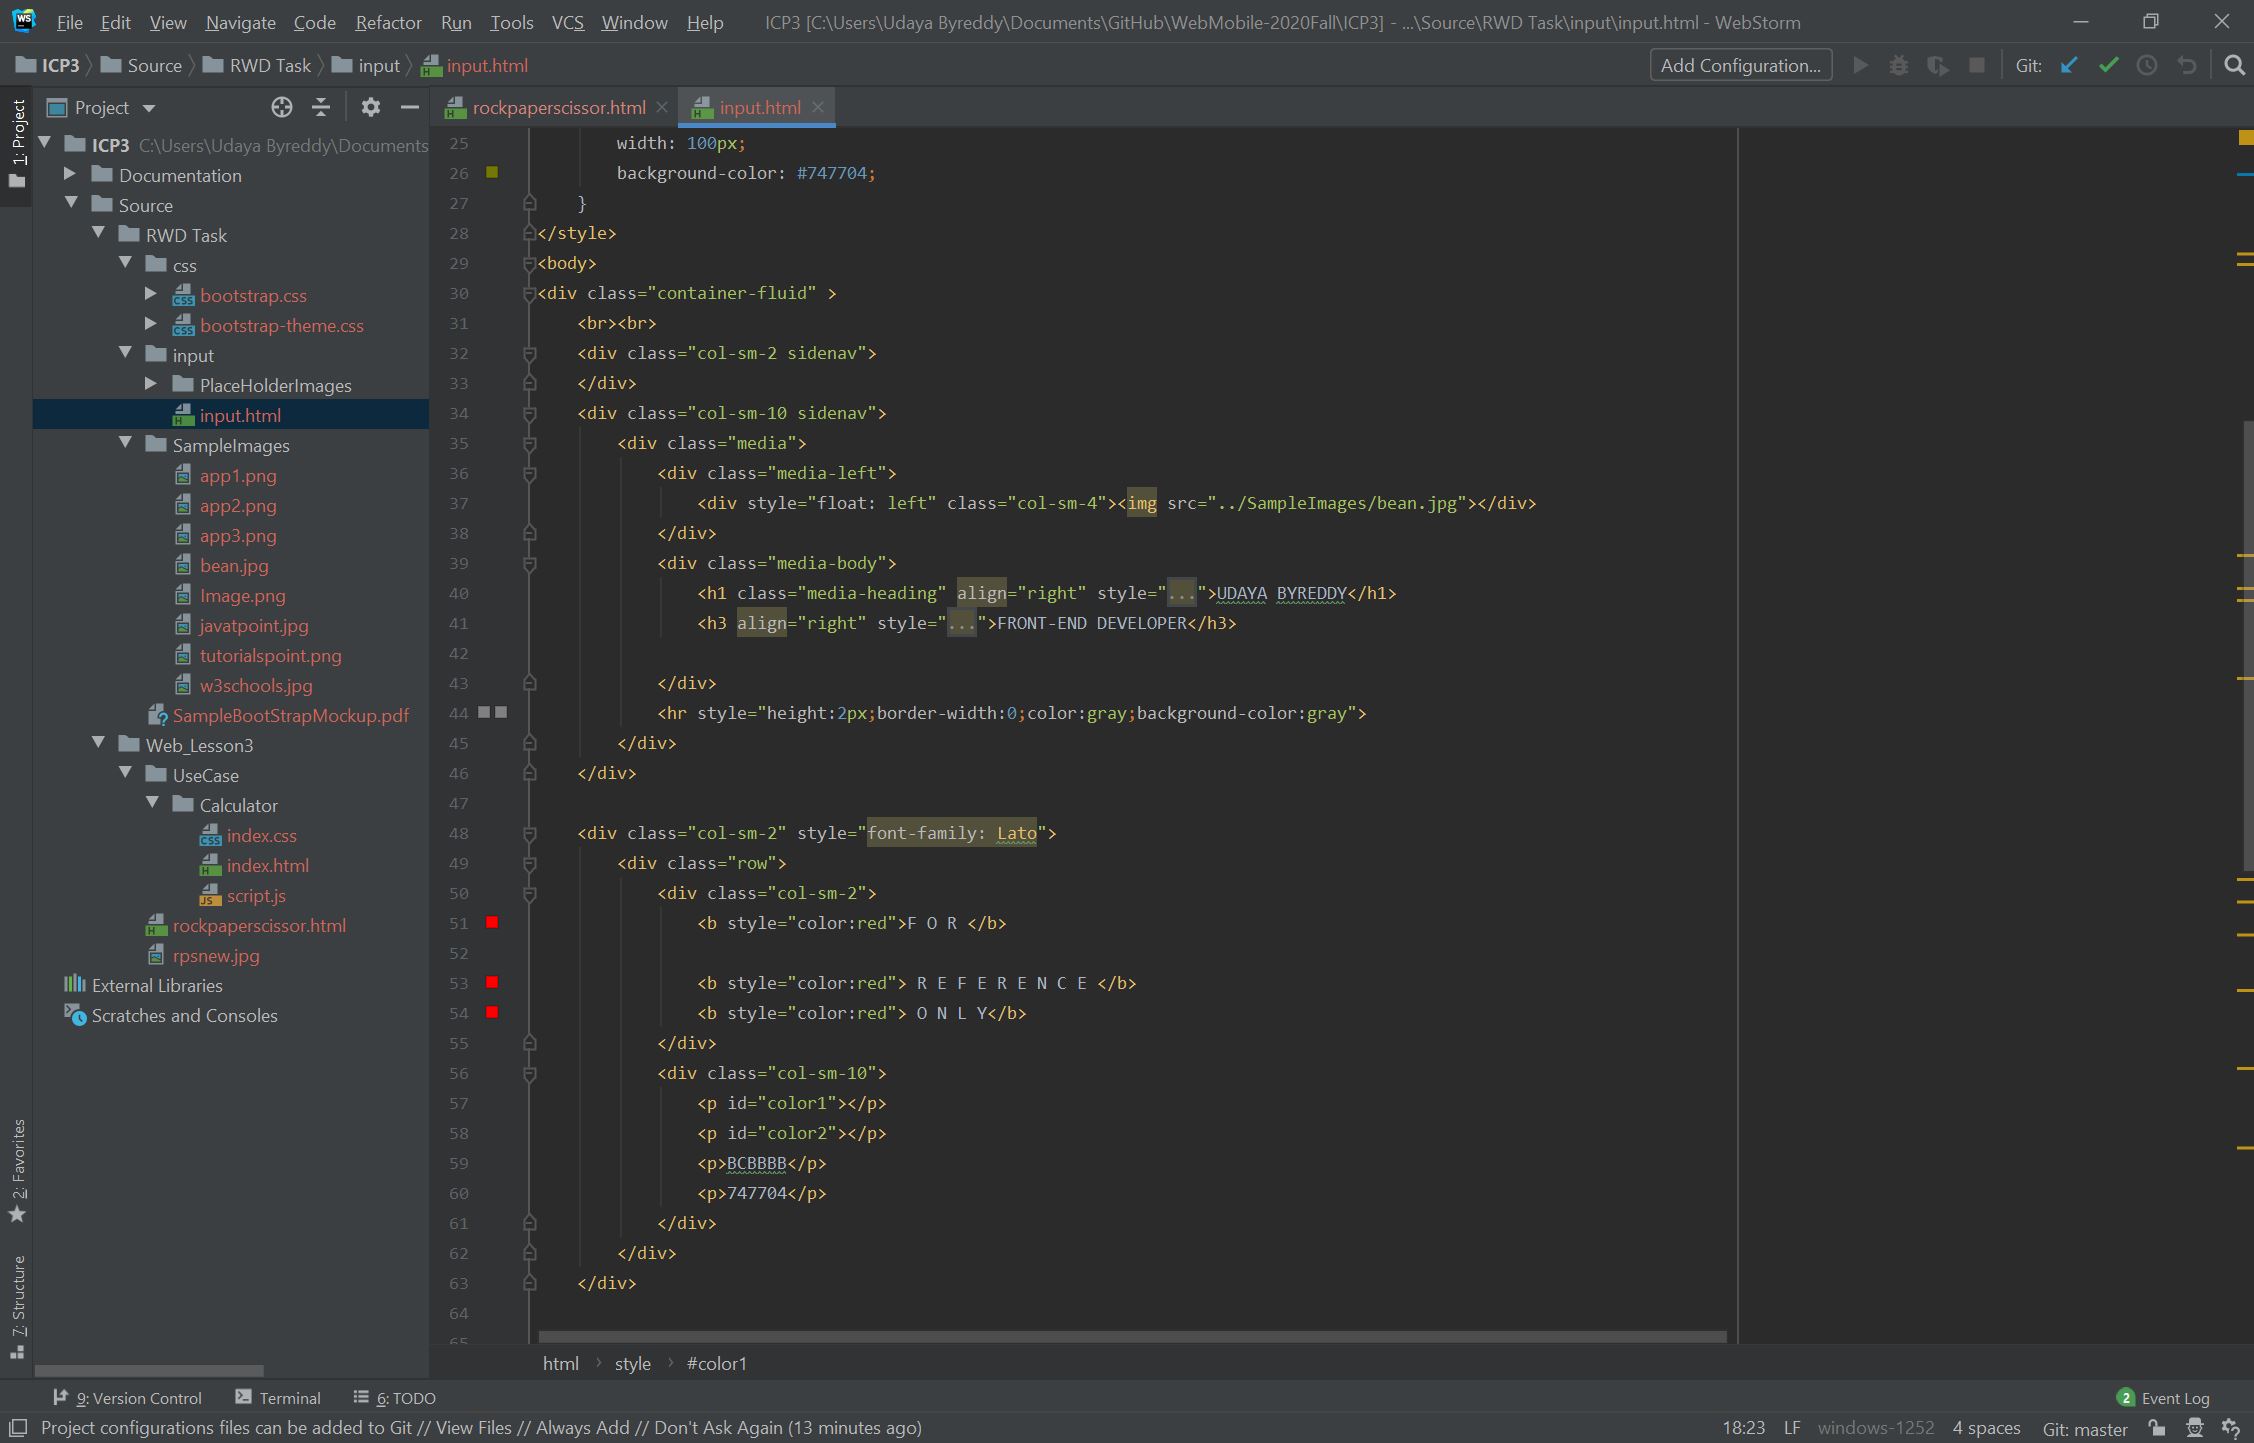 WS File Edit View Navigate Code Refactor Run Tools VCS Window Help ICP3 [C:\Users\Udaya Byreddy\Documents\GitHub\WebMobile-2020Fall\ICP3] - ...\Source\RWD Task\input\input.html - WebStorm
ICP3 Source RWD Task input input.html Add Configuration... Git:
1: Project
Project
ICP3 C:\Users\Udaya Byreddy\Documents
Documentation
Source
RWD Task
css
bootstrap.css
bootstrap-theme.css
input
PlaceHolderImages
input.html
SampleImages
app1.png
app2.png
app3.png
bean.jpg
Image.png
javatpoint.jpg
tutorialspoint.png
w3schools.jpg
SampleBootStrapMockup.pdf
Web_Lesson3
UseCase
Calculator
index.css
index.html
script.js
rockpaperscissor.html
rpsnew.jpg
External Libraries
Scratches and Consoles
2: Favorites
7: Structure
rockpaperscissor.html input.html
25 width: 100px;
26 background-color: #747704;
27 }
28 </style>
29 <body>
30 <div class="container-fluid" >
31 <br><br>
32 <div class="col-sm-2 sidenav">
33 </div>
34 <div class="col-sm-10 sidenav">
35 <div class="media">
36 <div class="media-left">
37 <div style="float: left" class="col-sm-4"><img src="../SampleImages/bean.jpg"></div>
38 </div>
39 <div class="media-body">
40 <h1 class="media-heading" align="right" style="...">UDAYA BYREDDY</h1>
41 <h3 align="right" style="...">FRONT-END DEVELOPER</h3>
42
43 </div>
44 <hr style="height:2px;border-width:0;color:gray;background-color:gray">
45 </div>
46 </div>
47
48 <div class="col-sm-2" style="font-family: Lato">
49 <div class="row">
50 <div class="col-sm-2">
51 <b style="color:red">F O R </b>
52
53 <b style="color:red"> R E F E R E N C E </b>
54 <b style="color:red"> O N L Y</b>
55 </div>
56 <div class="col-sm-10">
57 <p id="color1"></p>
58 <p id="color2"></p>
59 <p>BCBBBB</p>
60 <p>747704</p>
61 </div>
62 </div>
63 </div>
64
65
html style #color1
9: Version Control Terminal 6: TODO 2 Event Log
Project configurations files can be added to Git // View Files // Always Add // Don't Ask Again (13 minutes ago) 18:23 LF windows-1252 4 spaces Git: master